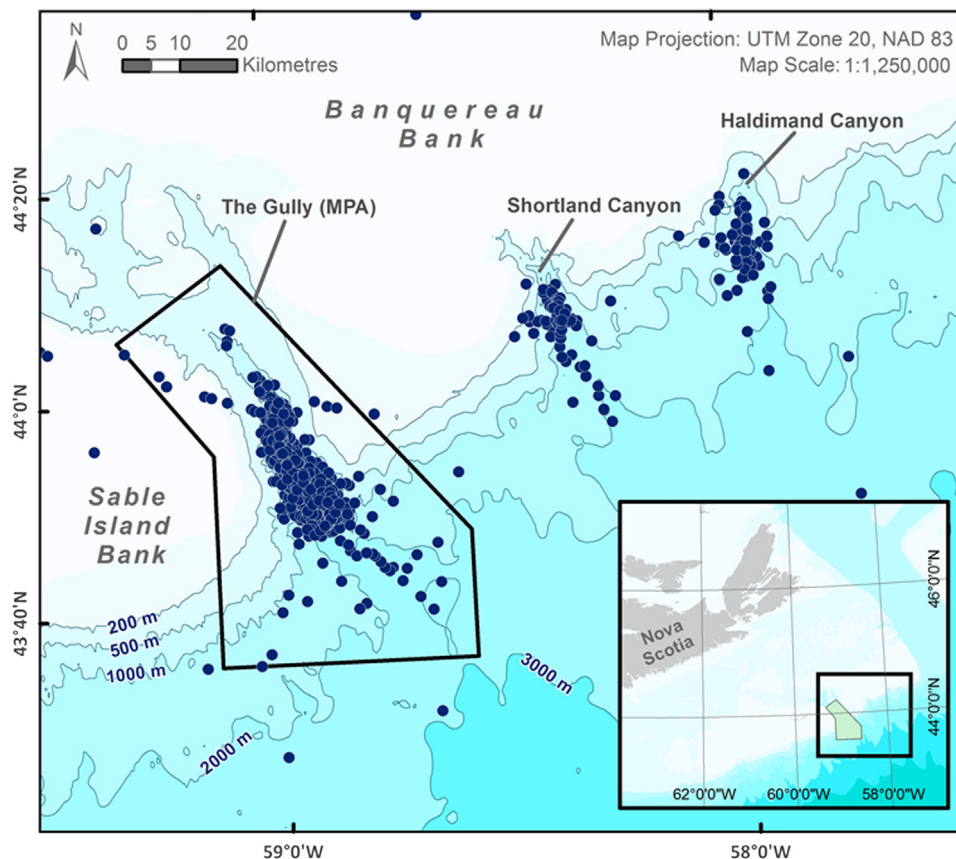 N
0 5 10 20
Kilometres
Map Projection: UTM Zone 20, NAD 83
Map Scale: 1:1,250,000
Banquereau
Bank
Haldimand Canyon
The Gully (MPA)
Shortland Canyon
44°20'N
44°0'N
43°40'N
Sable
Island
Bank
200 m
500 m
1000 m
2000 m
3000 m
Nova
Scotia
46°0'0"N
44°0'0"N
62°0'0"W 60°0'0"W 58°0'0"W
59°0'W 58°0'W